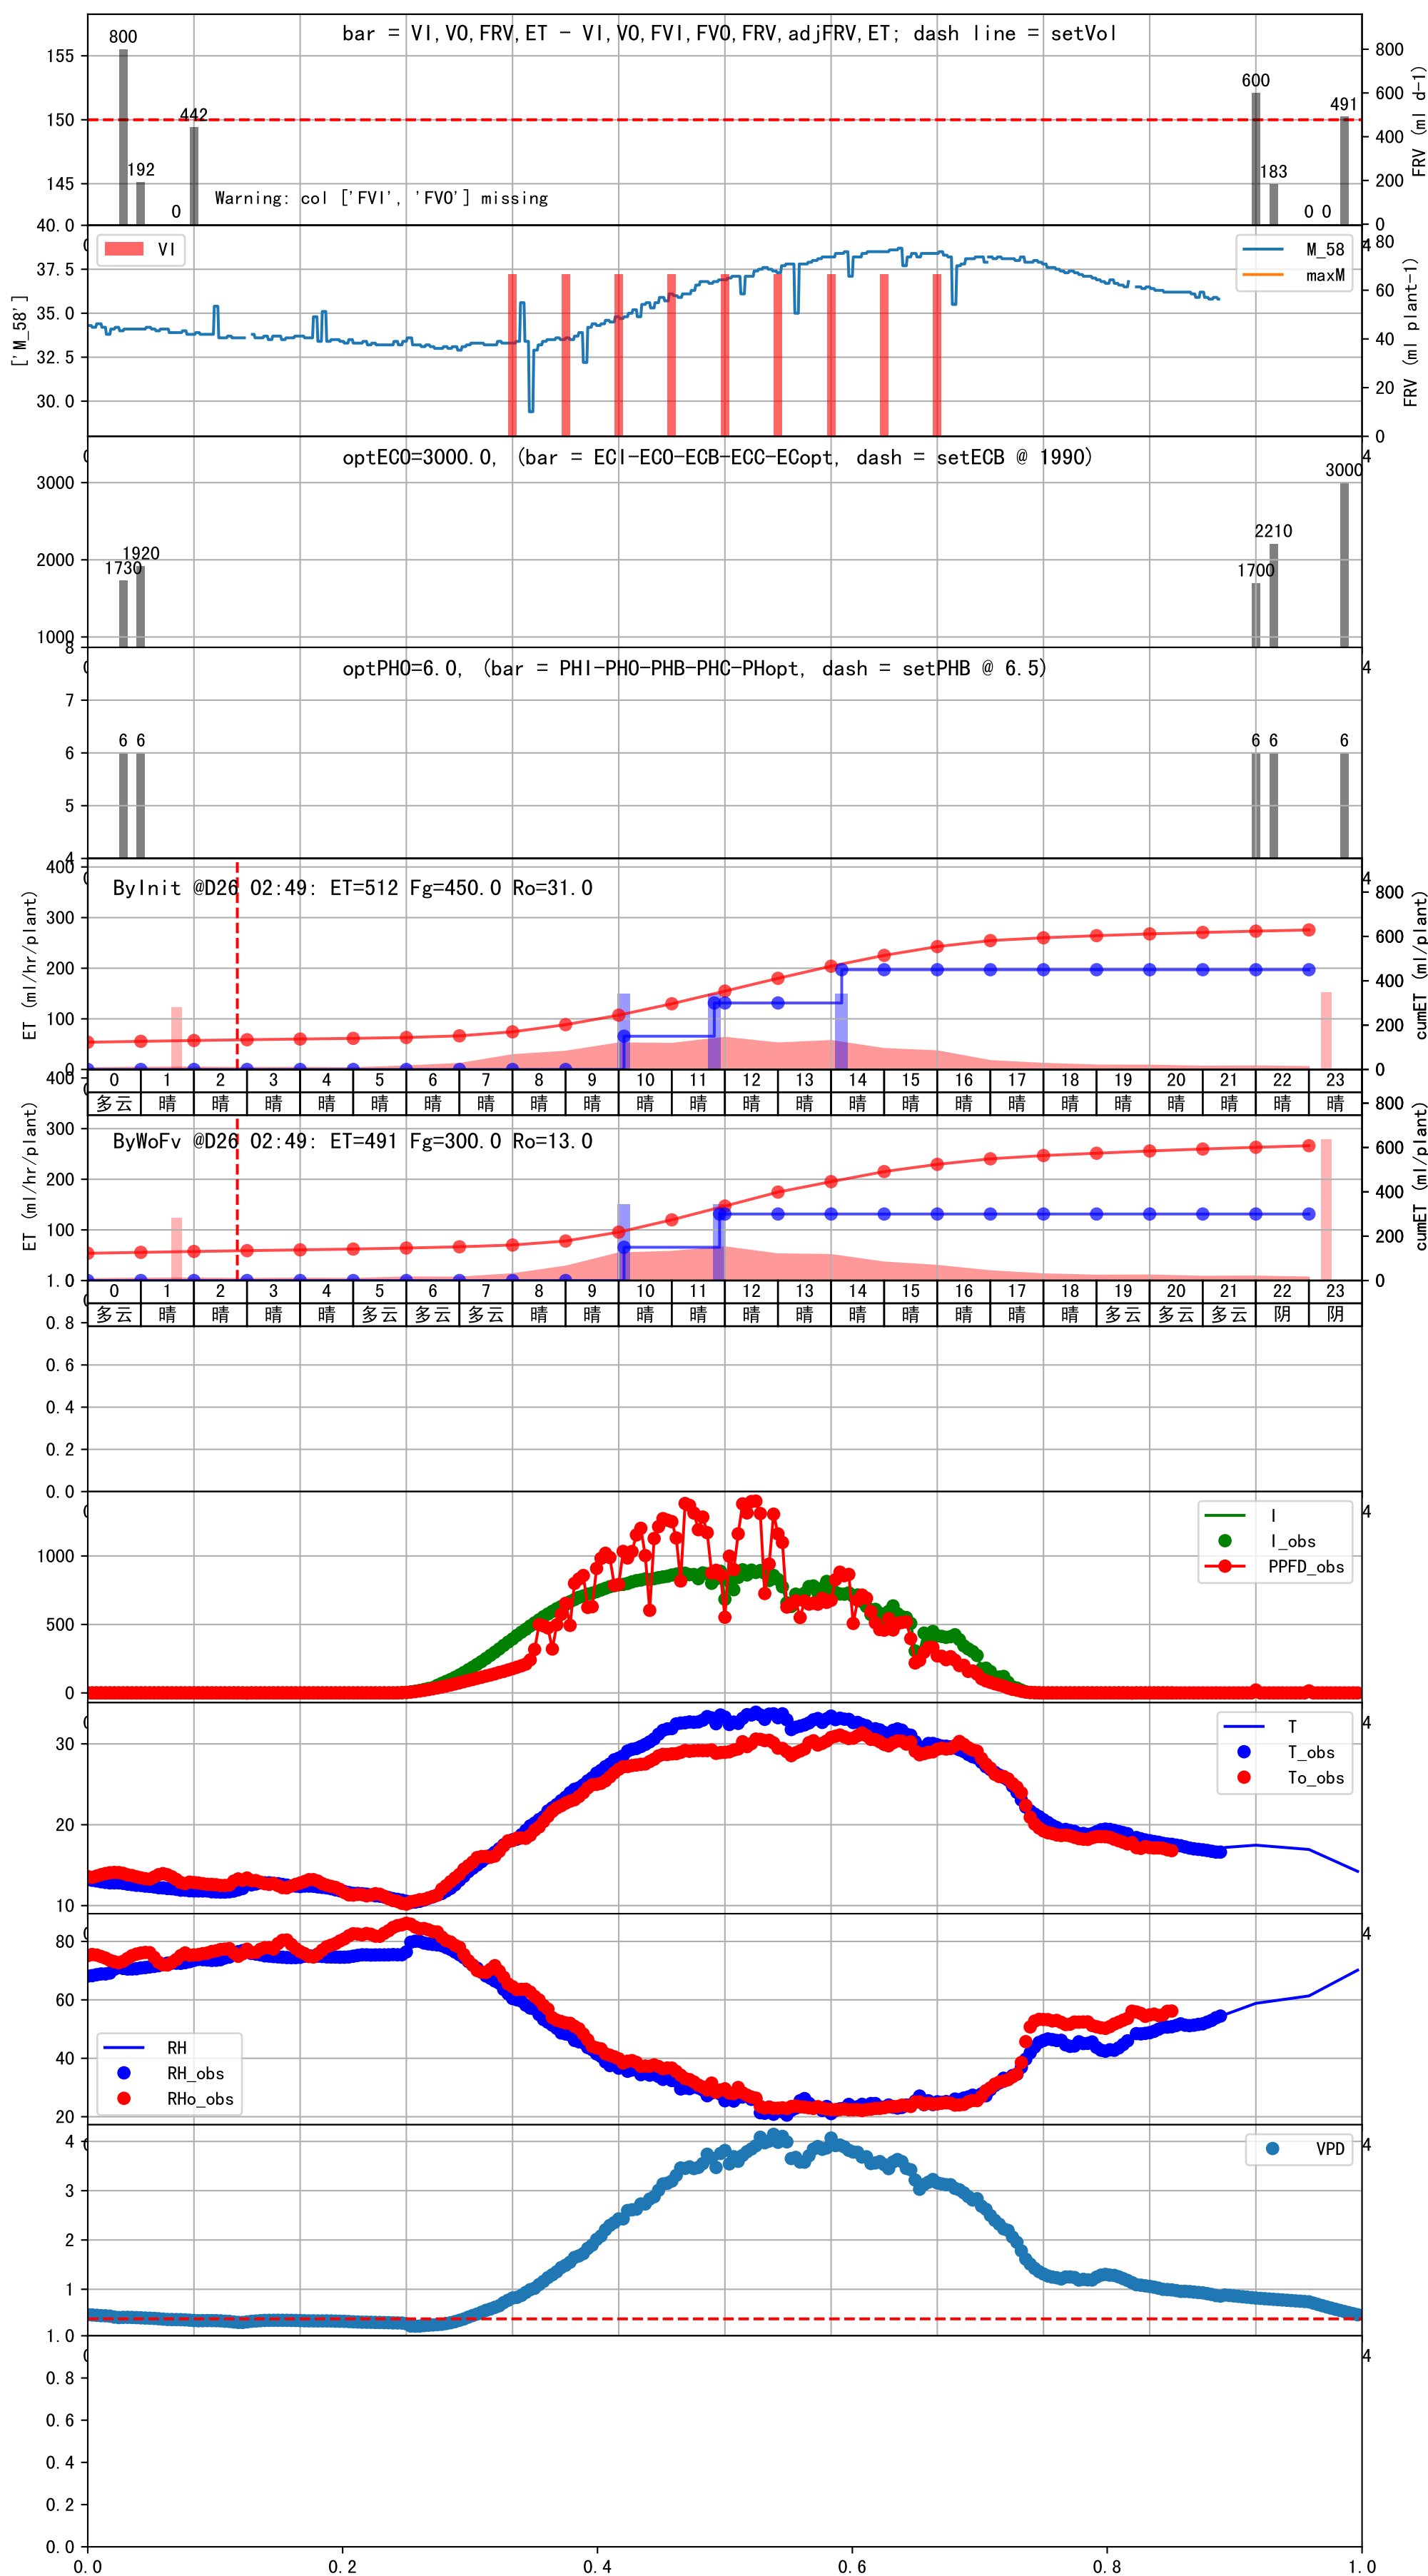 bar = VI,VO,FRV,ET - VI,VO,FVI,FVO,FRV,adjFRV,ET; dash line = setVol
800
192
0
442
600
183
0 0
491
Warning: col ['FVI', 'FVO'] missing
155
150
145
800
600
400
200
0
FRV (ml d-1)
40.0
37.5
35.0
32.5
30.0
['M_58']
VI
M_58
maxM
80
60
40
20
0
FRV (ml plant-1)
optECO=3000.0, (bar = ECI-ECO-ECB-ECC-ECopt, dash = setECB @ 1990)
3000
2000
1000
1730
1920
1700
2210
3000
optPHO=6.0, (bar = PHI-PHO-PHB-PHC-PHopt, dash = setPHB @ 6.5)
8
7
6
5
4
6 6
6 6
6
ByInit @D26 02:49: ET=512 Fg=450.0 Ro=31.0
400
300
200
100
0
ET (ml/hr/plant)
800
600
400
200
0
cumET (ml/plant)
0 1 2 3 4 5 6 7 8 9 10 11 12 13 14 15 16 17 18 19 20 21 22 23
多云 晴 晴 晴 晴 晴 晴 晴 晴 晴 晴 晴 晴 晴 晴 晴 晴 晴 晴 晴 晴 晴 晴 晴
ByWoFv @D26 02:49: ET=491 Fg=300.0 Ro=13.0
400
300
200
100
ET (ml/hr/plant)
800
600
400
200
0
cumET (ml/plant)
0 1 2 3 4 5 6 7 8 9 10 11 12 13 14 15 16 17 18 19 20 21 22 23
多云 晴 晴 晴 晴 多云 多云 多云 晴 晴 晴 晴 晴 晴 晴 晴 晴 晴 晴 多云 多云 多云 阴 阴
1.0
0.8
0.6
0.4
0.2
0.0
1000
500
0
I
I_obs
PPFD_obs
30
20
10
T
T_obs
To_obs
80
60
40
20
RH
RH_obs
RHo_obs
4
3
2
1
VPD
1.0
0.8
0.6
0.4
0.2
0.0
0.0 0.2 0.4 0.6 0.8 1.0